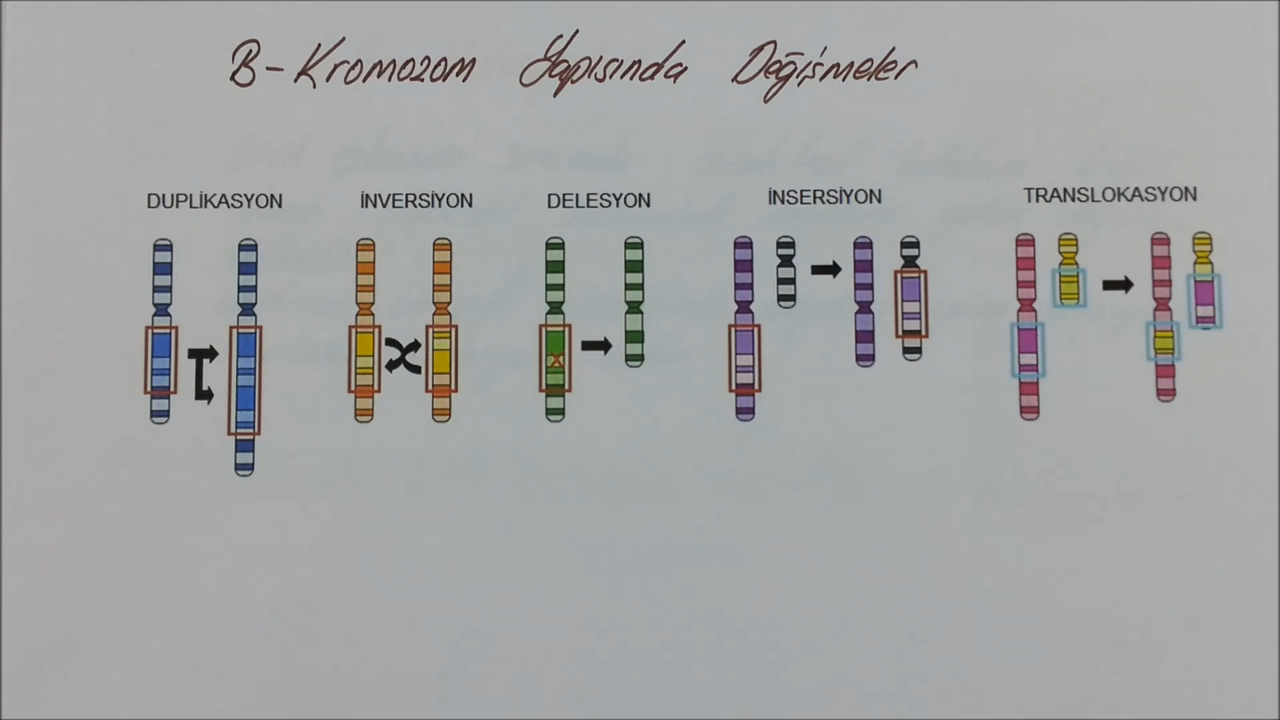 B-Kromozom Yapısında Değişmeler
DUPLİKASYON İNVERSİYON DELESYON İNSERSİYON TRANSLOKASYON